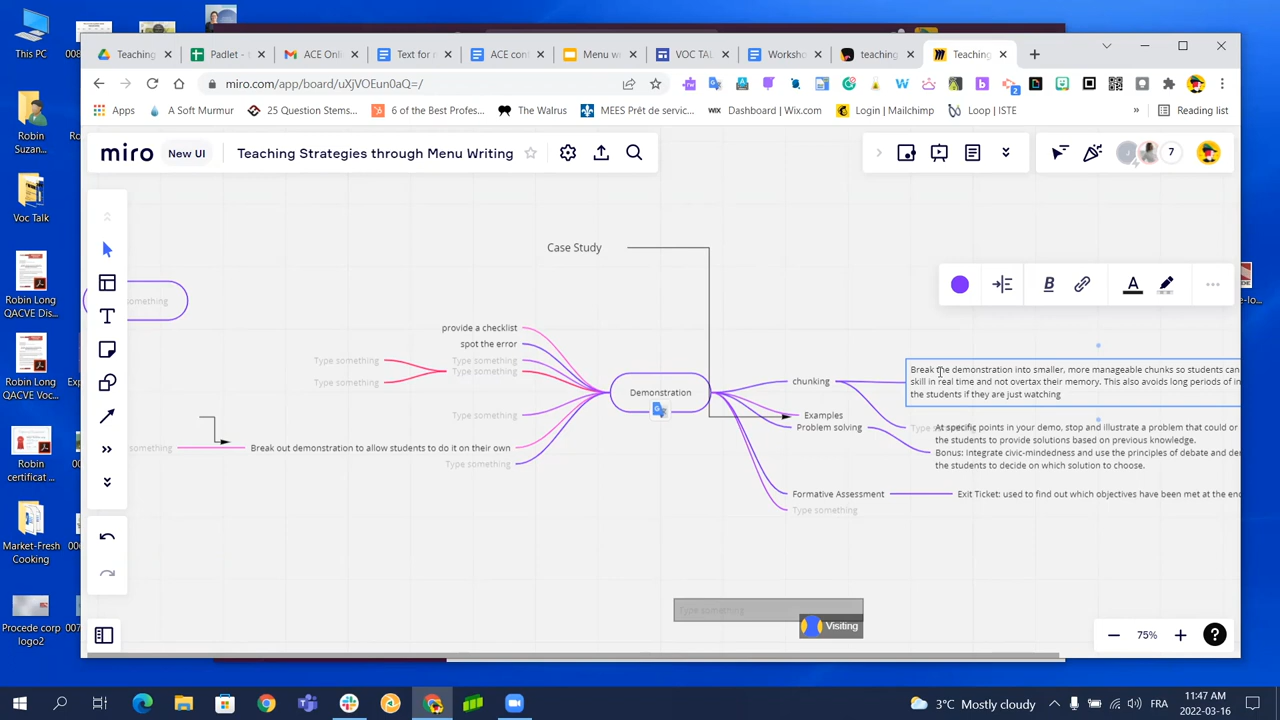 This PC
Robin Suzan...
Voc Talk
Robin Long QACVE Dis...
Robin Long QACVE Voc...
Robin certificat...
Market-Fresh Cooking
Procede corp logo2
Teaching
Padlet -
ACE Onli
Text for r
ACE conf
Menu w
VOC TAL
Worksho
teaching
Teaching
miro.com/app/board/uxjVOEun0aQ=/
Apps
A Soft Murmur
25 Question Stems...
6 of the Best Profes...
The Walrus
MEES Prêt de servic...
WIX
Dashboard | Wix.com
Login | Mailchimp
Loop | ISTE
»
Reading list
miro
New UI
Teaching Strategies through Menu Writing
J
7
Case Study
something
provide a checklist
spot the error
Type something
Type something
Type something
Type something
Type something
something
Break out demonstration to allow students to do it on their own
Type something
Demonstration
chunking
Break the demonstration into smaller, more manageable chunks so students can
skill in real time and not overtax their memory. This also avoids long periods of in
the students if they are just watching
Examples
Problem solving
At specific points in your demo, stop and illustrate a problem that could or
the students to provide solutions based on previous knowledge.
Bonus: Integrate civic-mindedness and use the principles of debate and de
the students to decide on which solution to choose.
Formative Assessment
Exit Ticket: used to find out which objectives have been met at the en
Type something
Type something
Visiting
B
A
T
75%
?
3°C Mostly cloudy
FRA
11:47 AM
2022-03-16